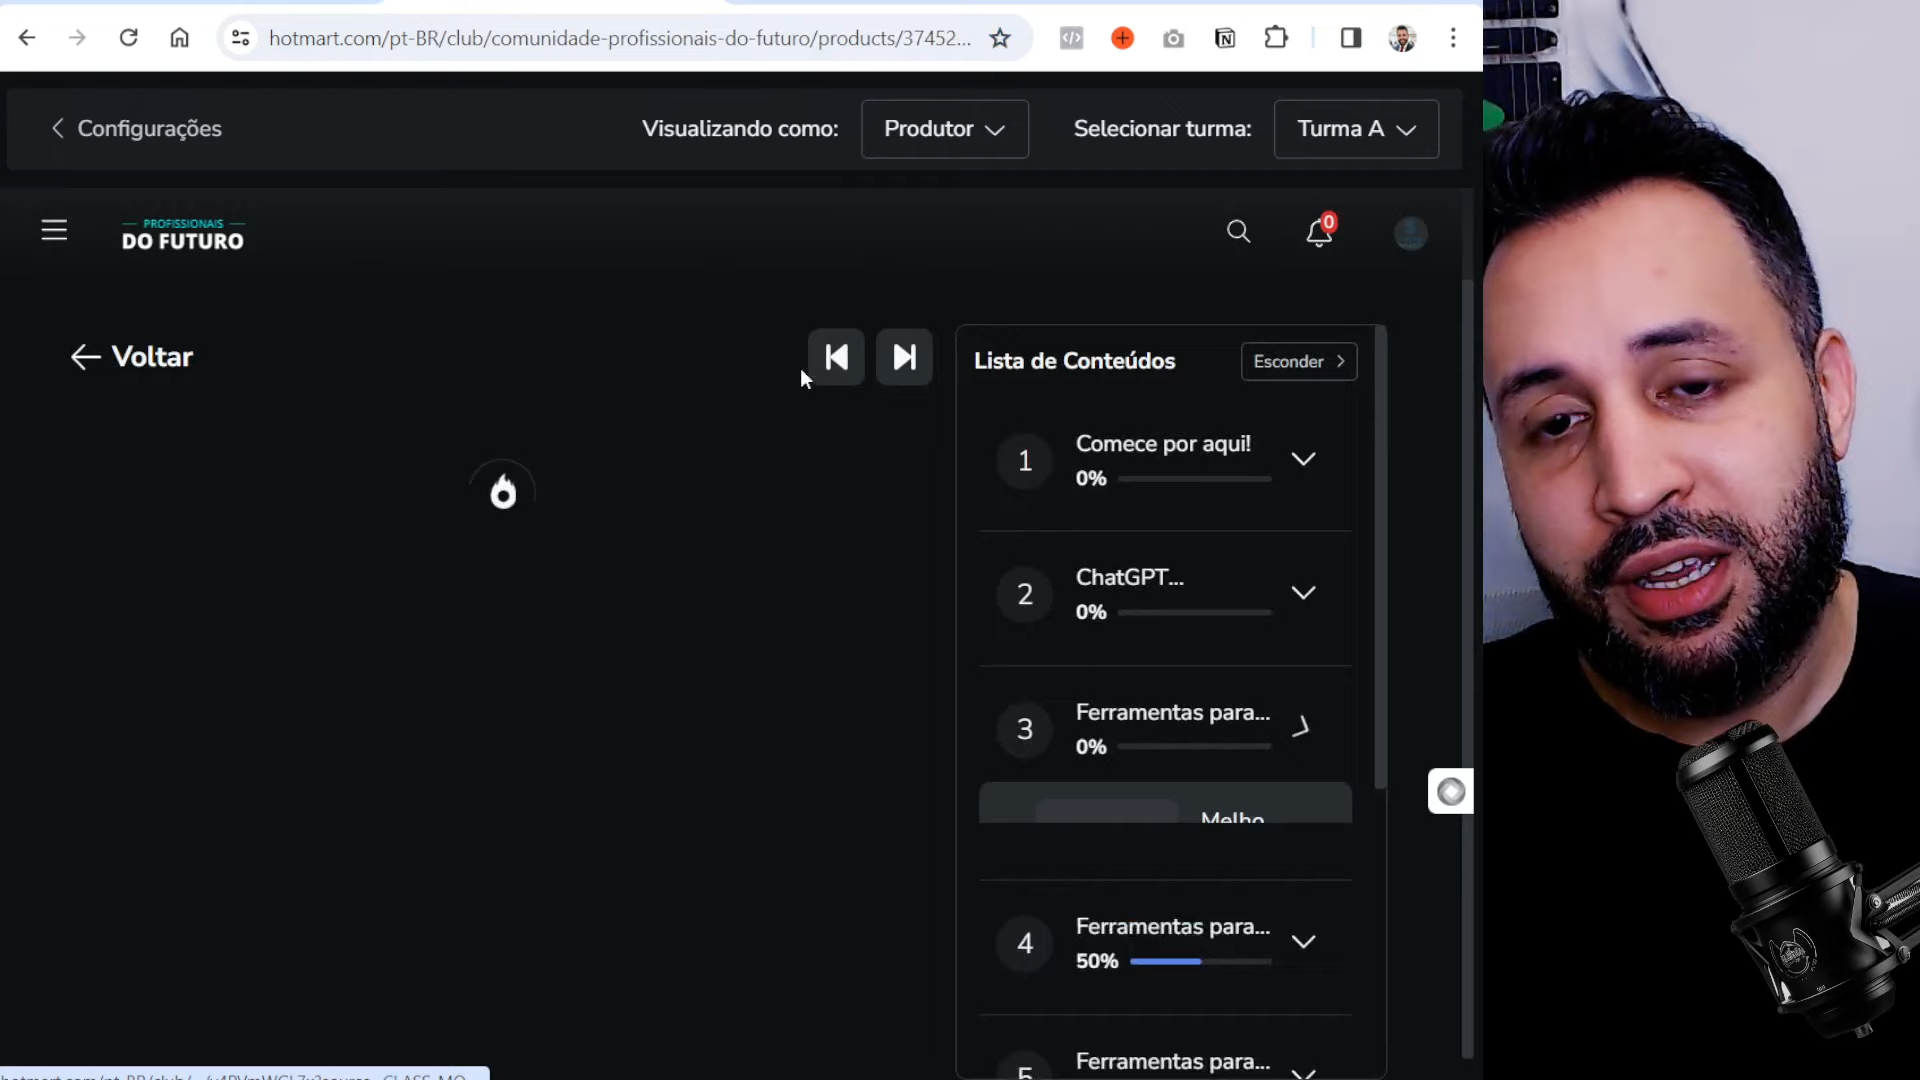 hotmart.com/pt-BR/club/comunidade-profissionais-do-futuro/products/37452...
Configurações
Visualizando como:
Produtor
Selecionar turma:
Turma A
PROFISSIONAIS
DO FUTURO
0
Voltar
Lista de Conteúdos
Esconder
1
Comece por aqui!
0%
2
ChatGPT...
0%
3
Ferramentas para...
0%
Melho
4
Ferramentas para...
50%
5
Ferramentas para...